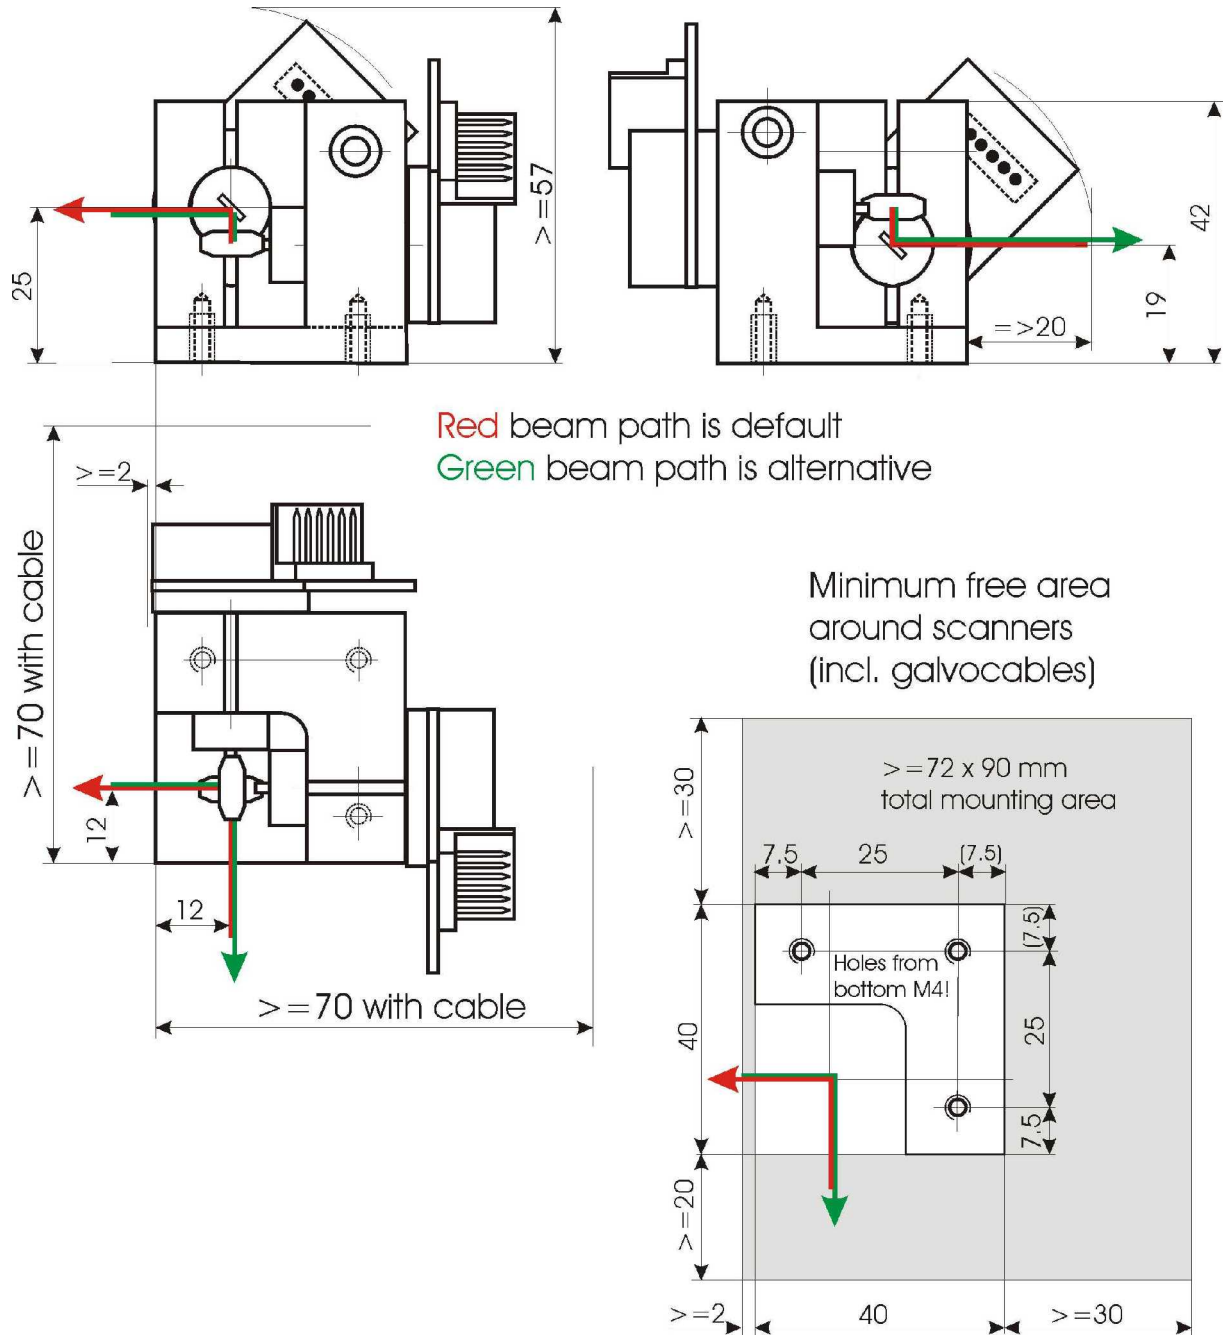 >=57
25
42
19
=>20
Red beam path is default
Green beam path is alternative
>=2
>=70 with cable
12
12
>=70 with cable
Minimum free area
around scanners
(incl. galvocables)
>=72 x 90 mm
total mounting area
>=30
7.5
25
(7.5)
(7.5)
Holes from
bottom M4!
40
25
7.5
>=20
>=2
40
>=30